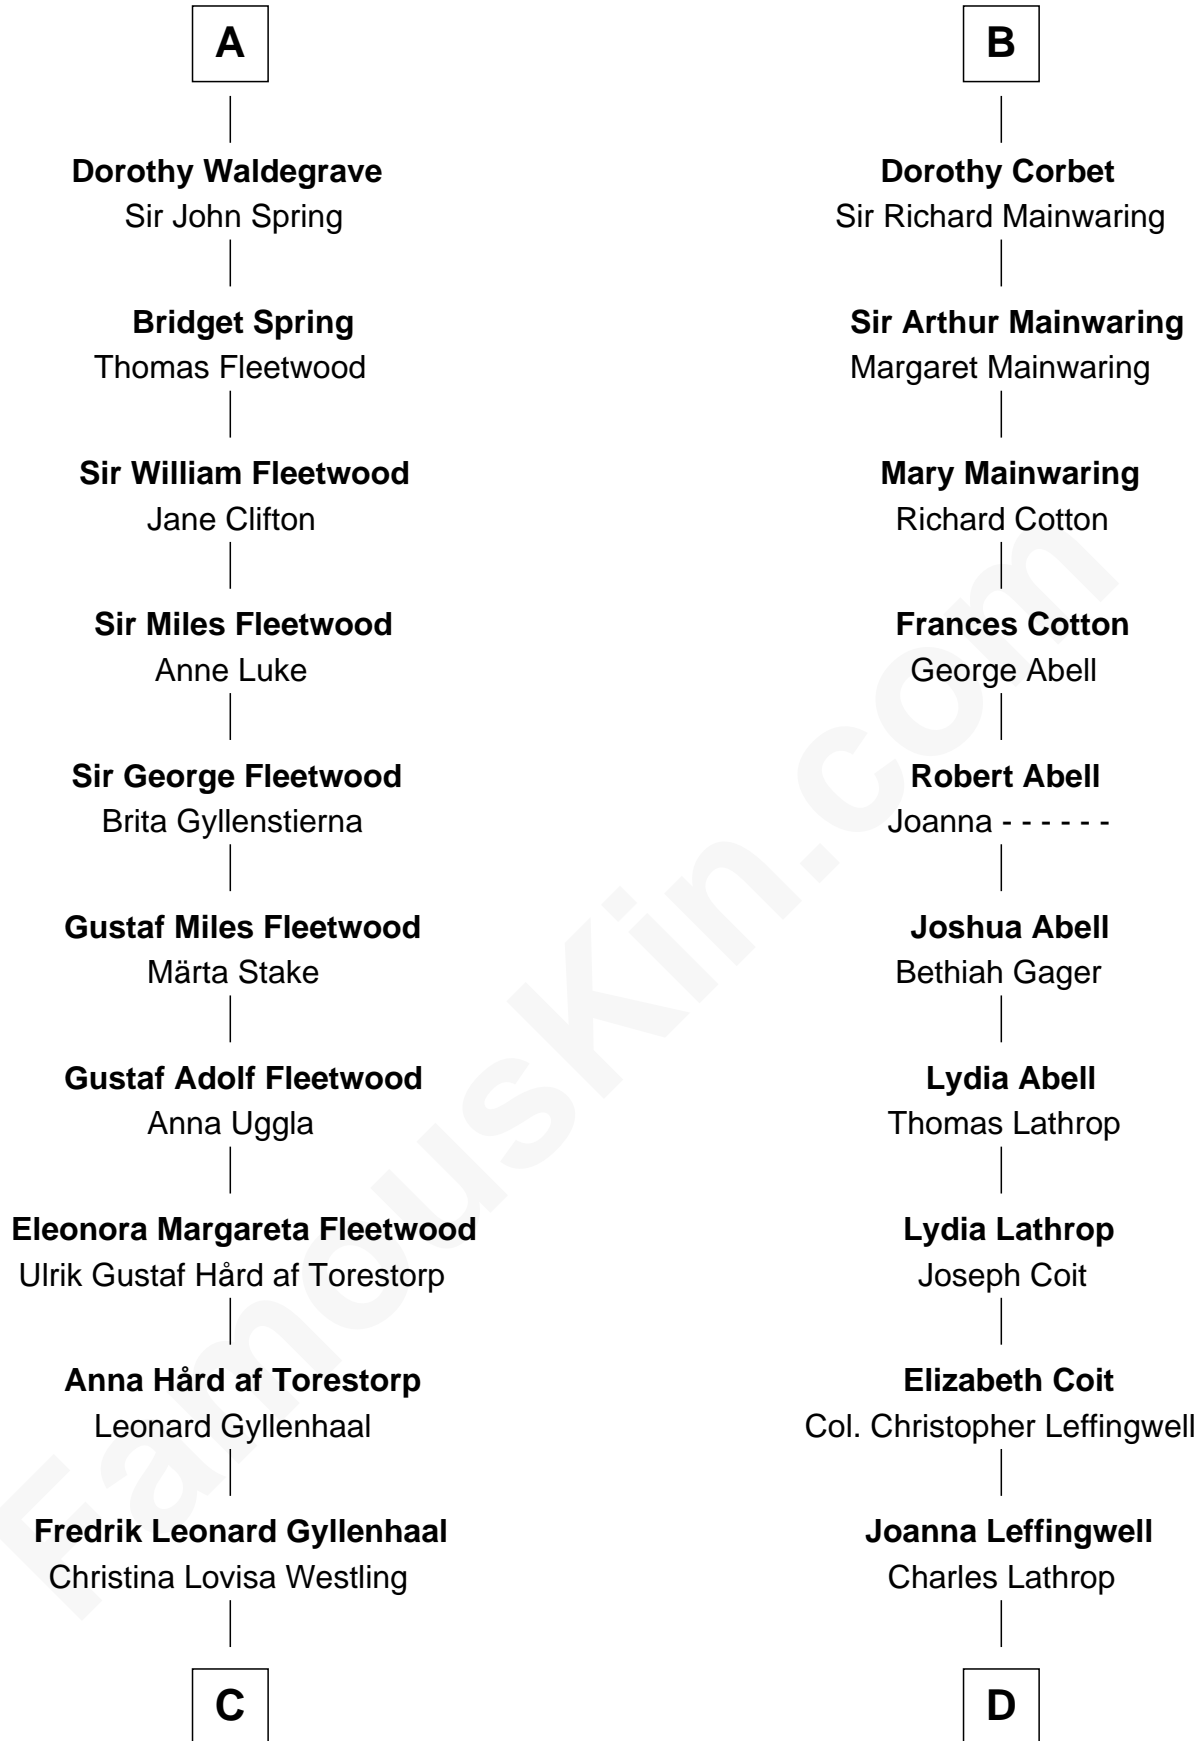 A
Dorothy Waldegrave
Sir John Spring
Bridget Spring
Thomas Fleetwood
Sir William Fleetwood
Jane Clifton
Sir Miles Fleetwood
Anne Luke
Sir George Fleetwood
Brita Gyllenstierna
Gustaf Miles Fleetwood
Märta Stake
Gustaf Adolf Fleetwood
Anna Uggla
Eleonora Margareta Fleetwood
Ulrik Gustaf Hård af Torestorp
Anna Hård af Torestorp
Leonard Gyllenhaal
Fredrik Leonard Gyllenhaal
Christina Lovisa Westling
C
B
Dorothy Corbet
Sir Richard Mainwaring
Sir Arthur Mainwaring
Margaret Mainwaring
Mary Mainwaring
Richard Cotton
Frances Cotton
George Abell
Robert Abell
Joanna - - - - - -
Joshua Abell
Bethiah Gager
Lydia Abell
Thomas Lathrop
Lydia Lathrop
Joseph Coit
Elizabeth Coit
Col. Christopher Leffingwell
Joanna Leffingwell
Charles Lathrop
D
FamousKin.com